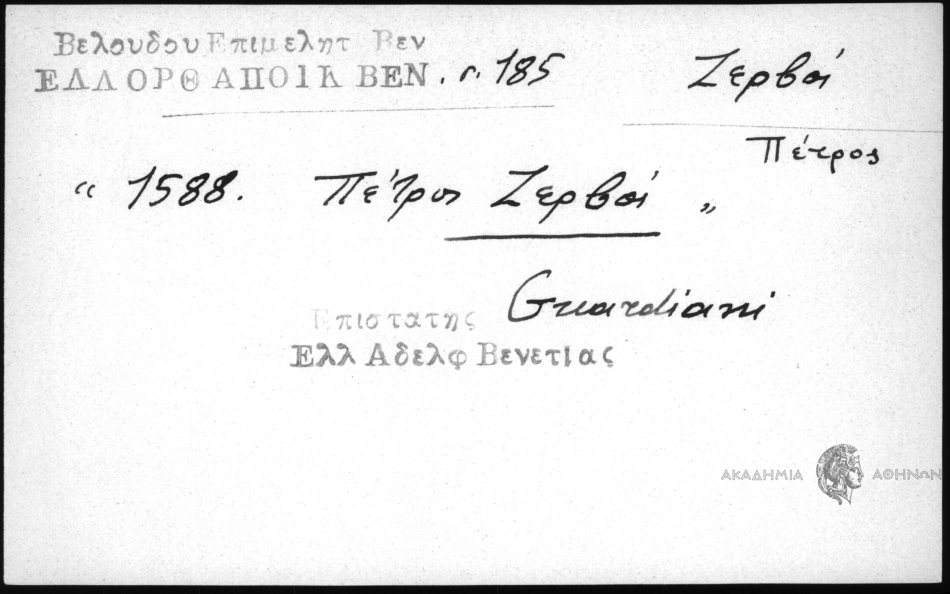 Βελουδου Επιμελητ Βεν
ΕΛΛ ΟΡΘ ΑΠΟΙΚ ΒΕΝ. σ. 185
Ζερβοί
Πέτρος
“ 1588. Πέτρος Ζερβοί „
Guardiani
Επιστατης
Ελλ Αδελφ Βενετιας
ΑΚΑΔΗΜΙΑ ΑΘΗΝΩΝ